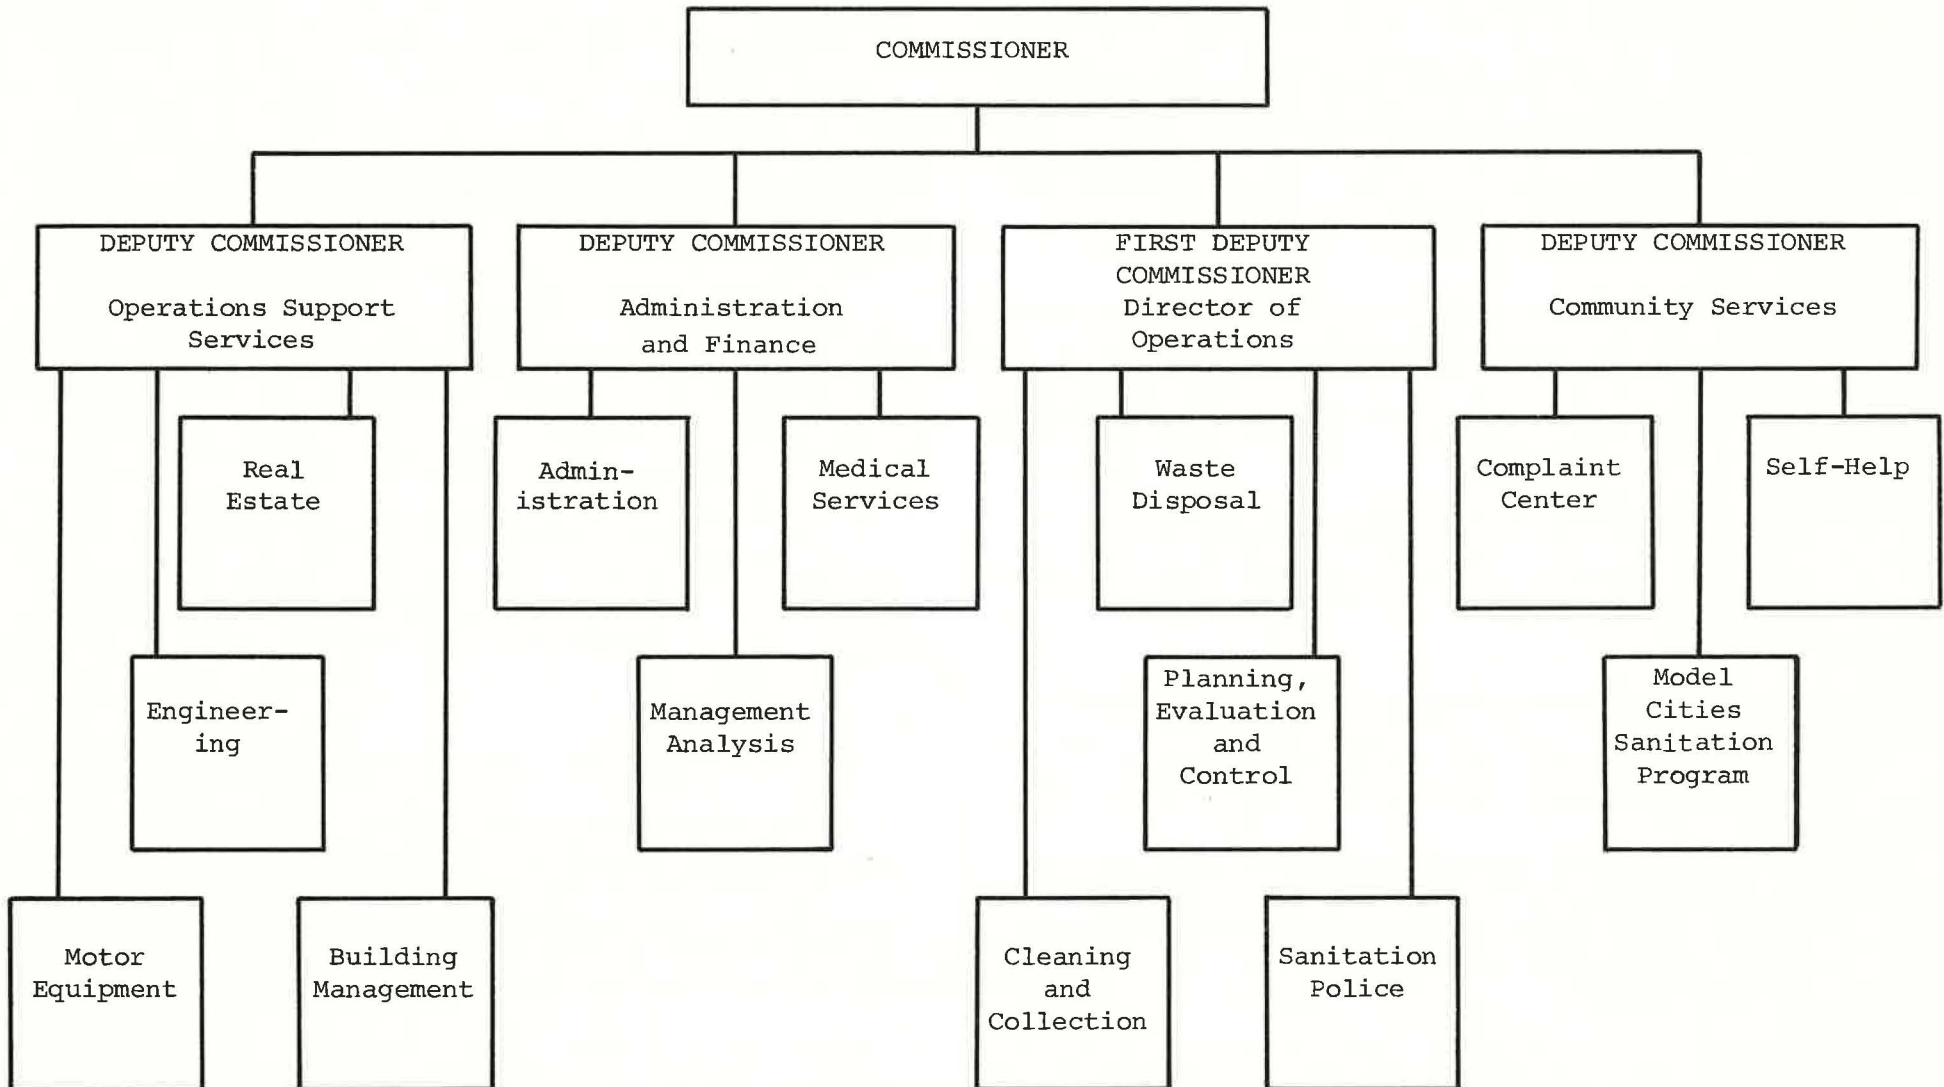 COMMISSIONER
DEPUTY COMMISSIONER
Operations Support
Services
DEPUTY COMMISSIONER
Administration
and Finance
FIRST DEPUTY
COMMISSIONER
Director of
Operations
DEPUTY COMMISSIONER
Community Services
Real
Estate
Admin-
istration
Medical
Services
Waste
Disposal
Complaint
Center
Self-Help
Engineer-
ing
Management
Analysis
Planning,
Evaluation
and
Control
Model
Cities
Sanitation
Program
Motor
Equipment
Building
Management
Cleaning
and
Collection
Sanitation
Police